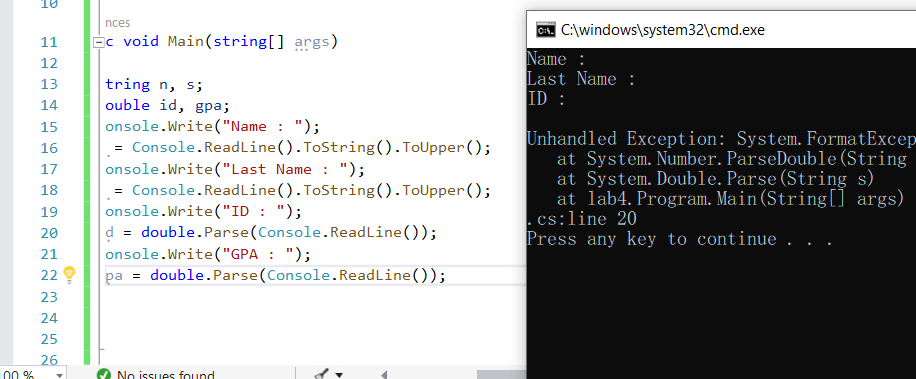 10
nces
11 c void Main(string[] args)
12
13 tring n, s;
14 ouble id, gpa;
15 onsole.Write("Name : ");
16 = Console.ReadLine().ToString().ToUpper();
17 onsole.Write("Last Name : ");
18 = Console.ReadLine().ToString().ToUpper();
19 onsole.Write("ID : ");
20 d = double.Parse(Console.ReadLine());
21 onsole.Write("GPA : ");
22 pa = double.Parse(Console.ReadLine());
23
24
25
26
00 %
No issues found
C:\windows\system32\cmd.exe
C:\.
Name :
Last Name :
ID :
Unhandled Exception: System.FormatExcep
at System.Number.ParseDouble(String
at System.Double.Parse(String s)
at lab4.Program.Main(String[] args)
.cs:line 20
Press any key to continue . . .